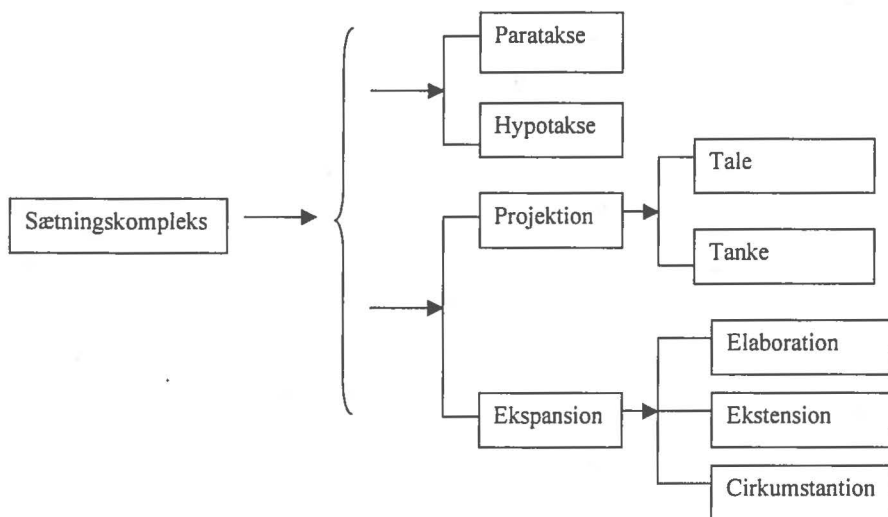 Paratakse
Hypotakse
Tale
Sætningskompleks
Projektion
Tanke
Elaboration
Ekspansion
Ekstension
Cirkumstantion